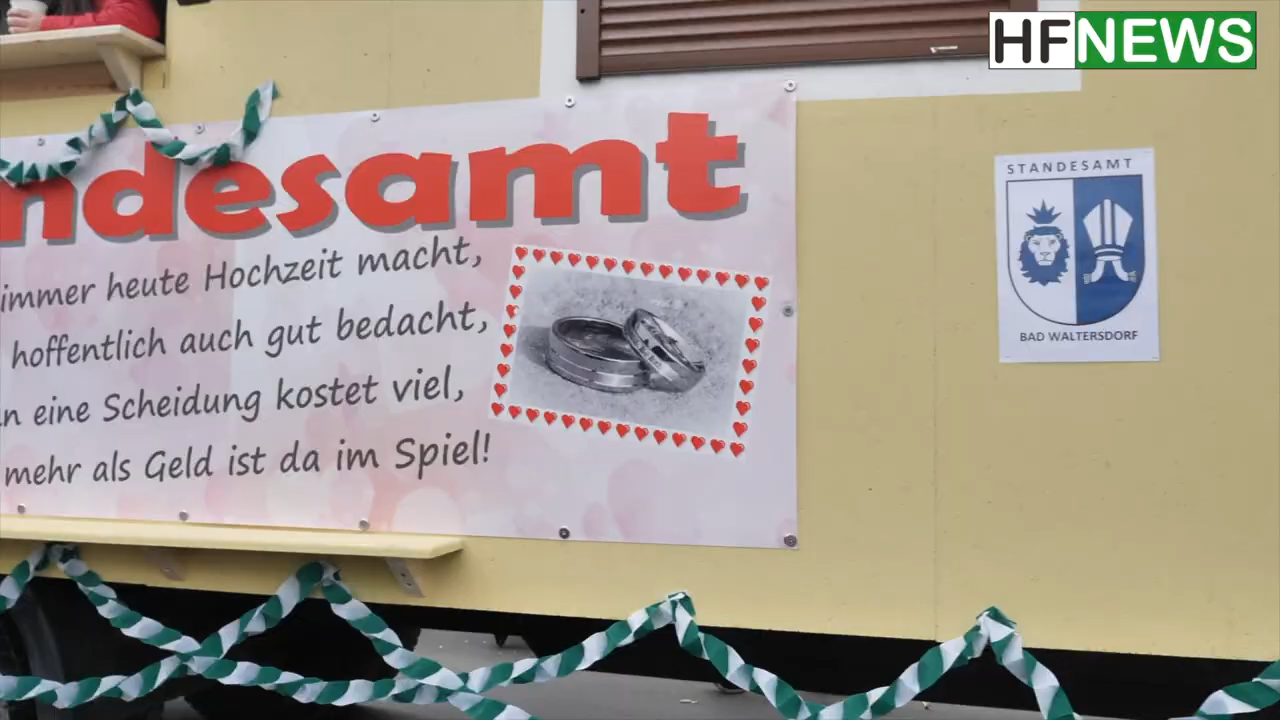 HFNEWS
ndesamt
immer heute Hochzeit macht,
hoffentlich auch gut bedacht,
n eine Scheidung kostet viel,
mehr als Geld ist da im Spiel!
STANDESAMT
BAD WALTERSDORF